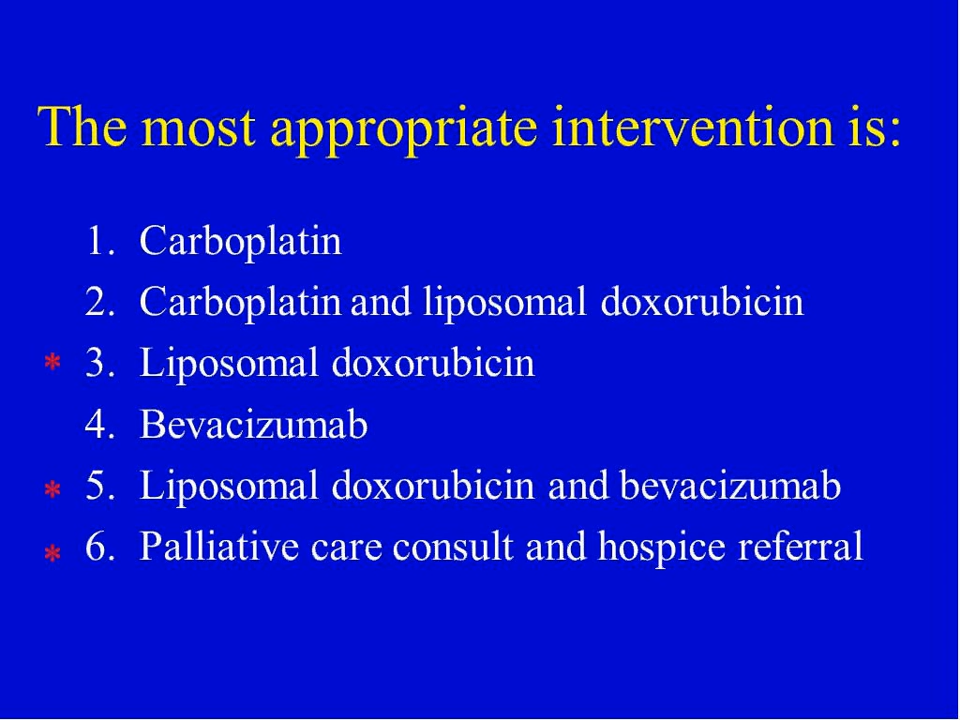 The most appropriate intervention is:
1. Carboplatin
2. Carboplatin and liposomal doxorubicin
* 3. Liposomal doxorubicin
4. Bevacizumab
* 5. Liposomal doxorubicin and bevacizumab
* 6. Palliative care consult and hospice referral